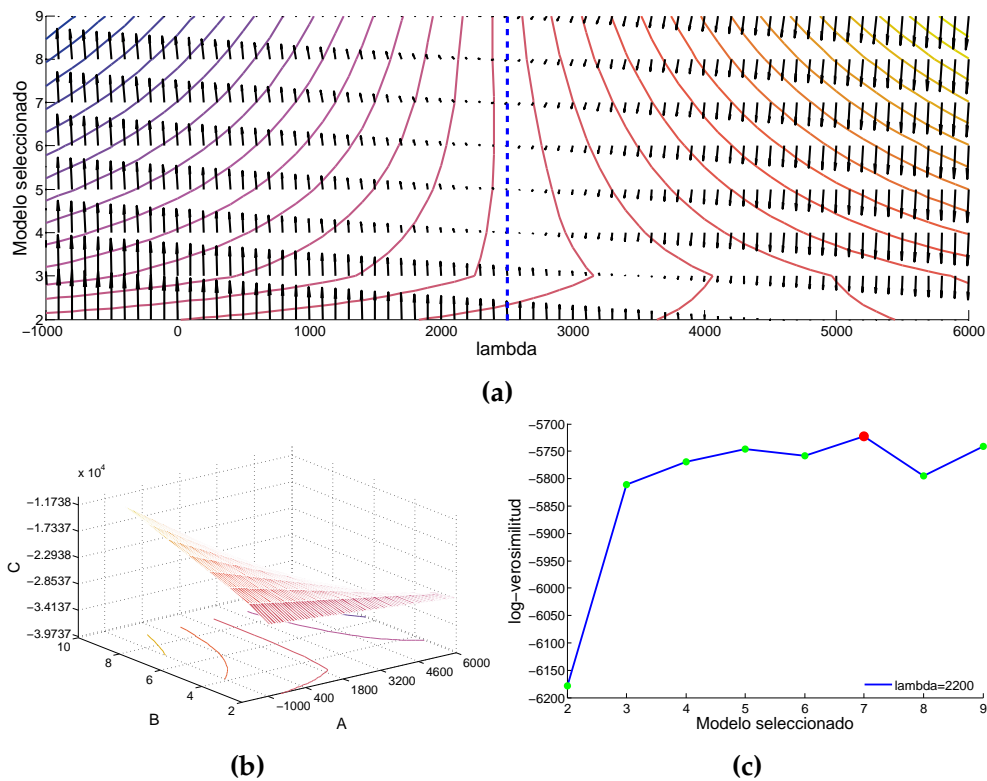 9
8
7
6
5
4
3
2
Modelo seleccionado
−1000 0 1000 2000 3000 4000 5000 6000
lambda
(a)
x 10⁴
−1.1738
−1.7337
−2.2938
−2.8537
−3.4137
−3.9737
C
10
8
6
4
2
B
−1000
400
1800
3200
4600
6000
A
(b)
−5700
−5750
−5800
−5850
−5900
−5950
−6000
−6050
−6100
−6150
−6200
log−verosimilitud
lambda=2200
2 3 4 5 6 7 8 9
Modelo seleccionado
(c)